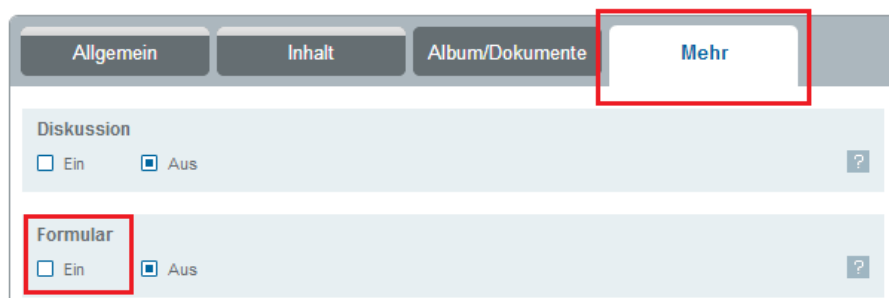 Allgemein Inhalt Album/Dokumente Mehr
Diskussion
Ein Aus ?
Formular
Ein Aus ?